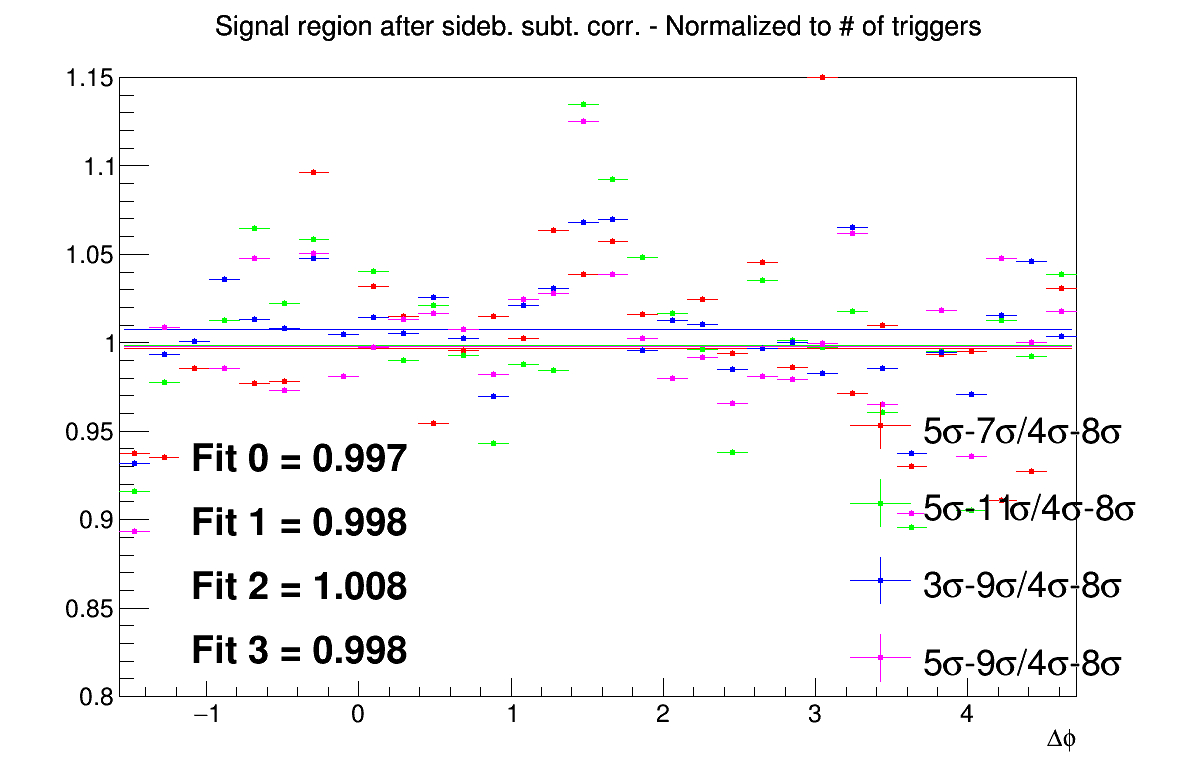 Signal region after sideb. subt. corr. - Normalized to # of triggers
1.15
1.1
1.05
1
0.95
0.9
0.85
0.8
Fit 0 = 0.997
Fit 1 = 0.998
Fit 2 = 1.008
Fit 3 = 0.998
5σ-7σ/4σ-8σ
5σ-11σ/4σ-8σ
3σ-9σ/4σ-8σ
5σ-9σ/4σ-8σ
−1 0 1 2 3 4
Δϕ